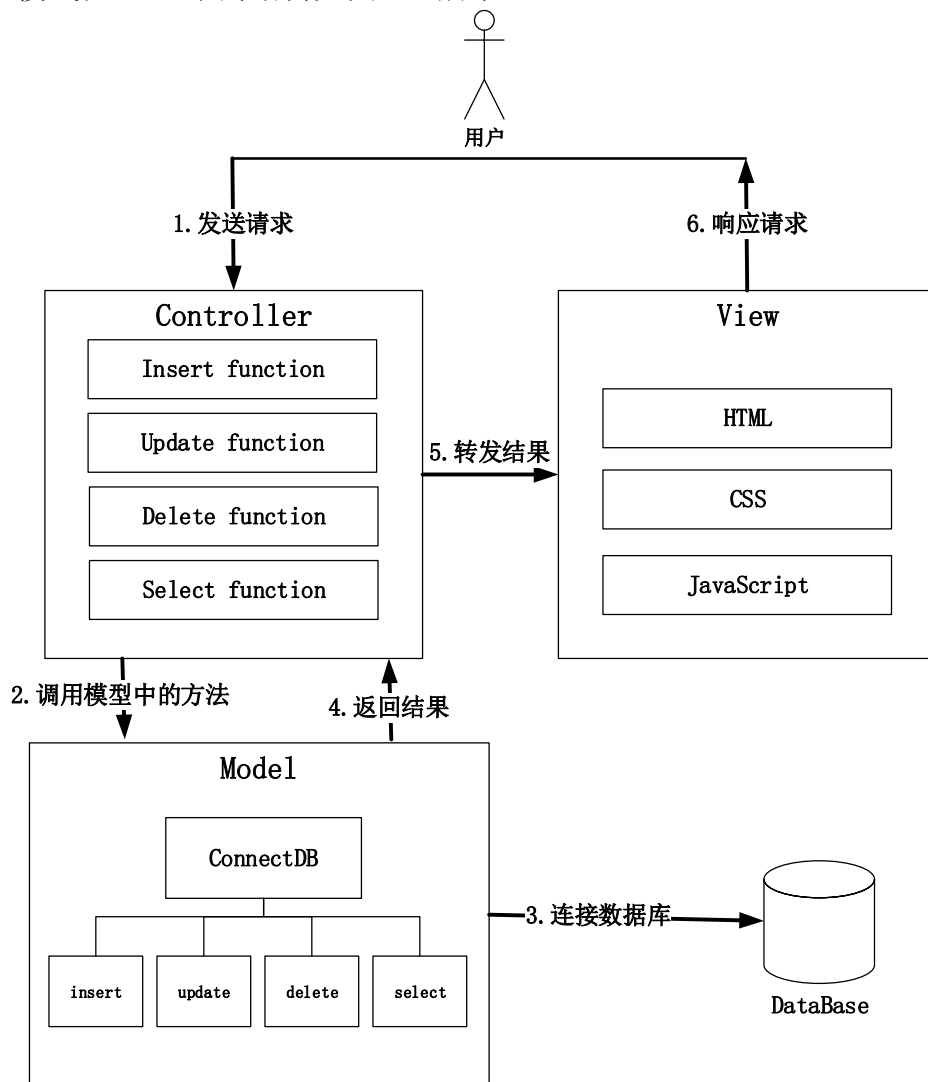 用户
1.发送请求
6.响应请求
Controller
Insert function
Update function
Delete function
Select function
5.转发结果
View
HTML
CSS
JavaScript
2.调用模型中的方法
4.返回结果
Model
ConnectDB
insert
update
delete
select
3.连接数据库
DataBase